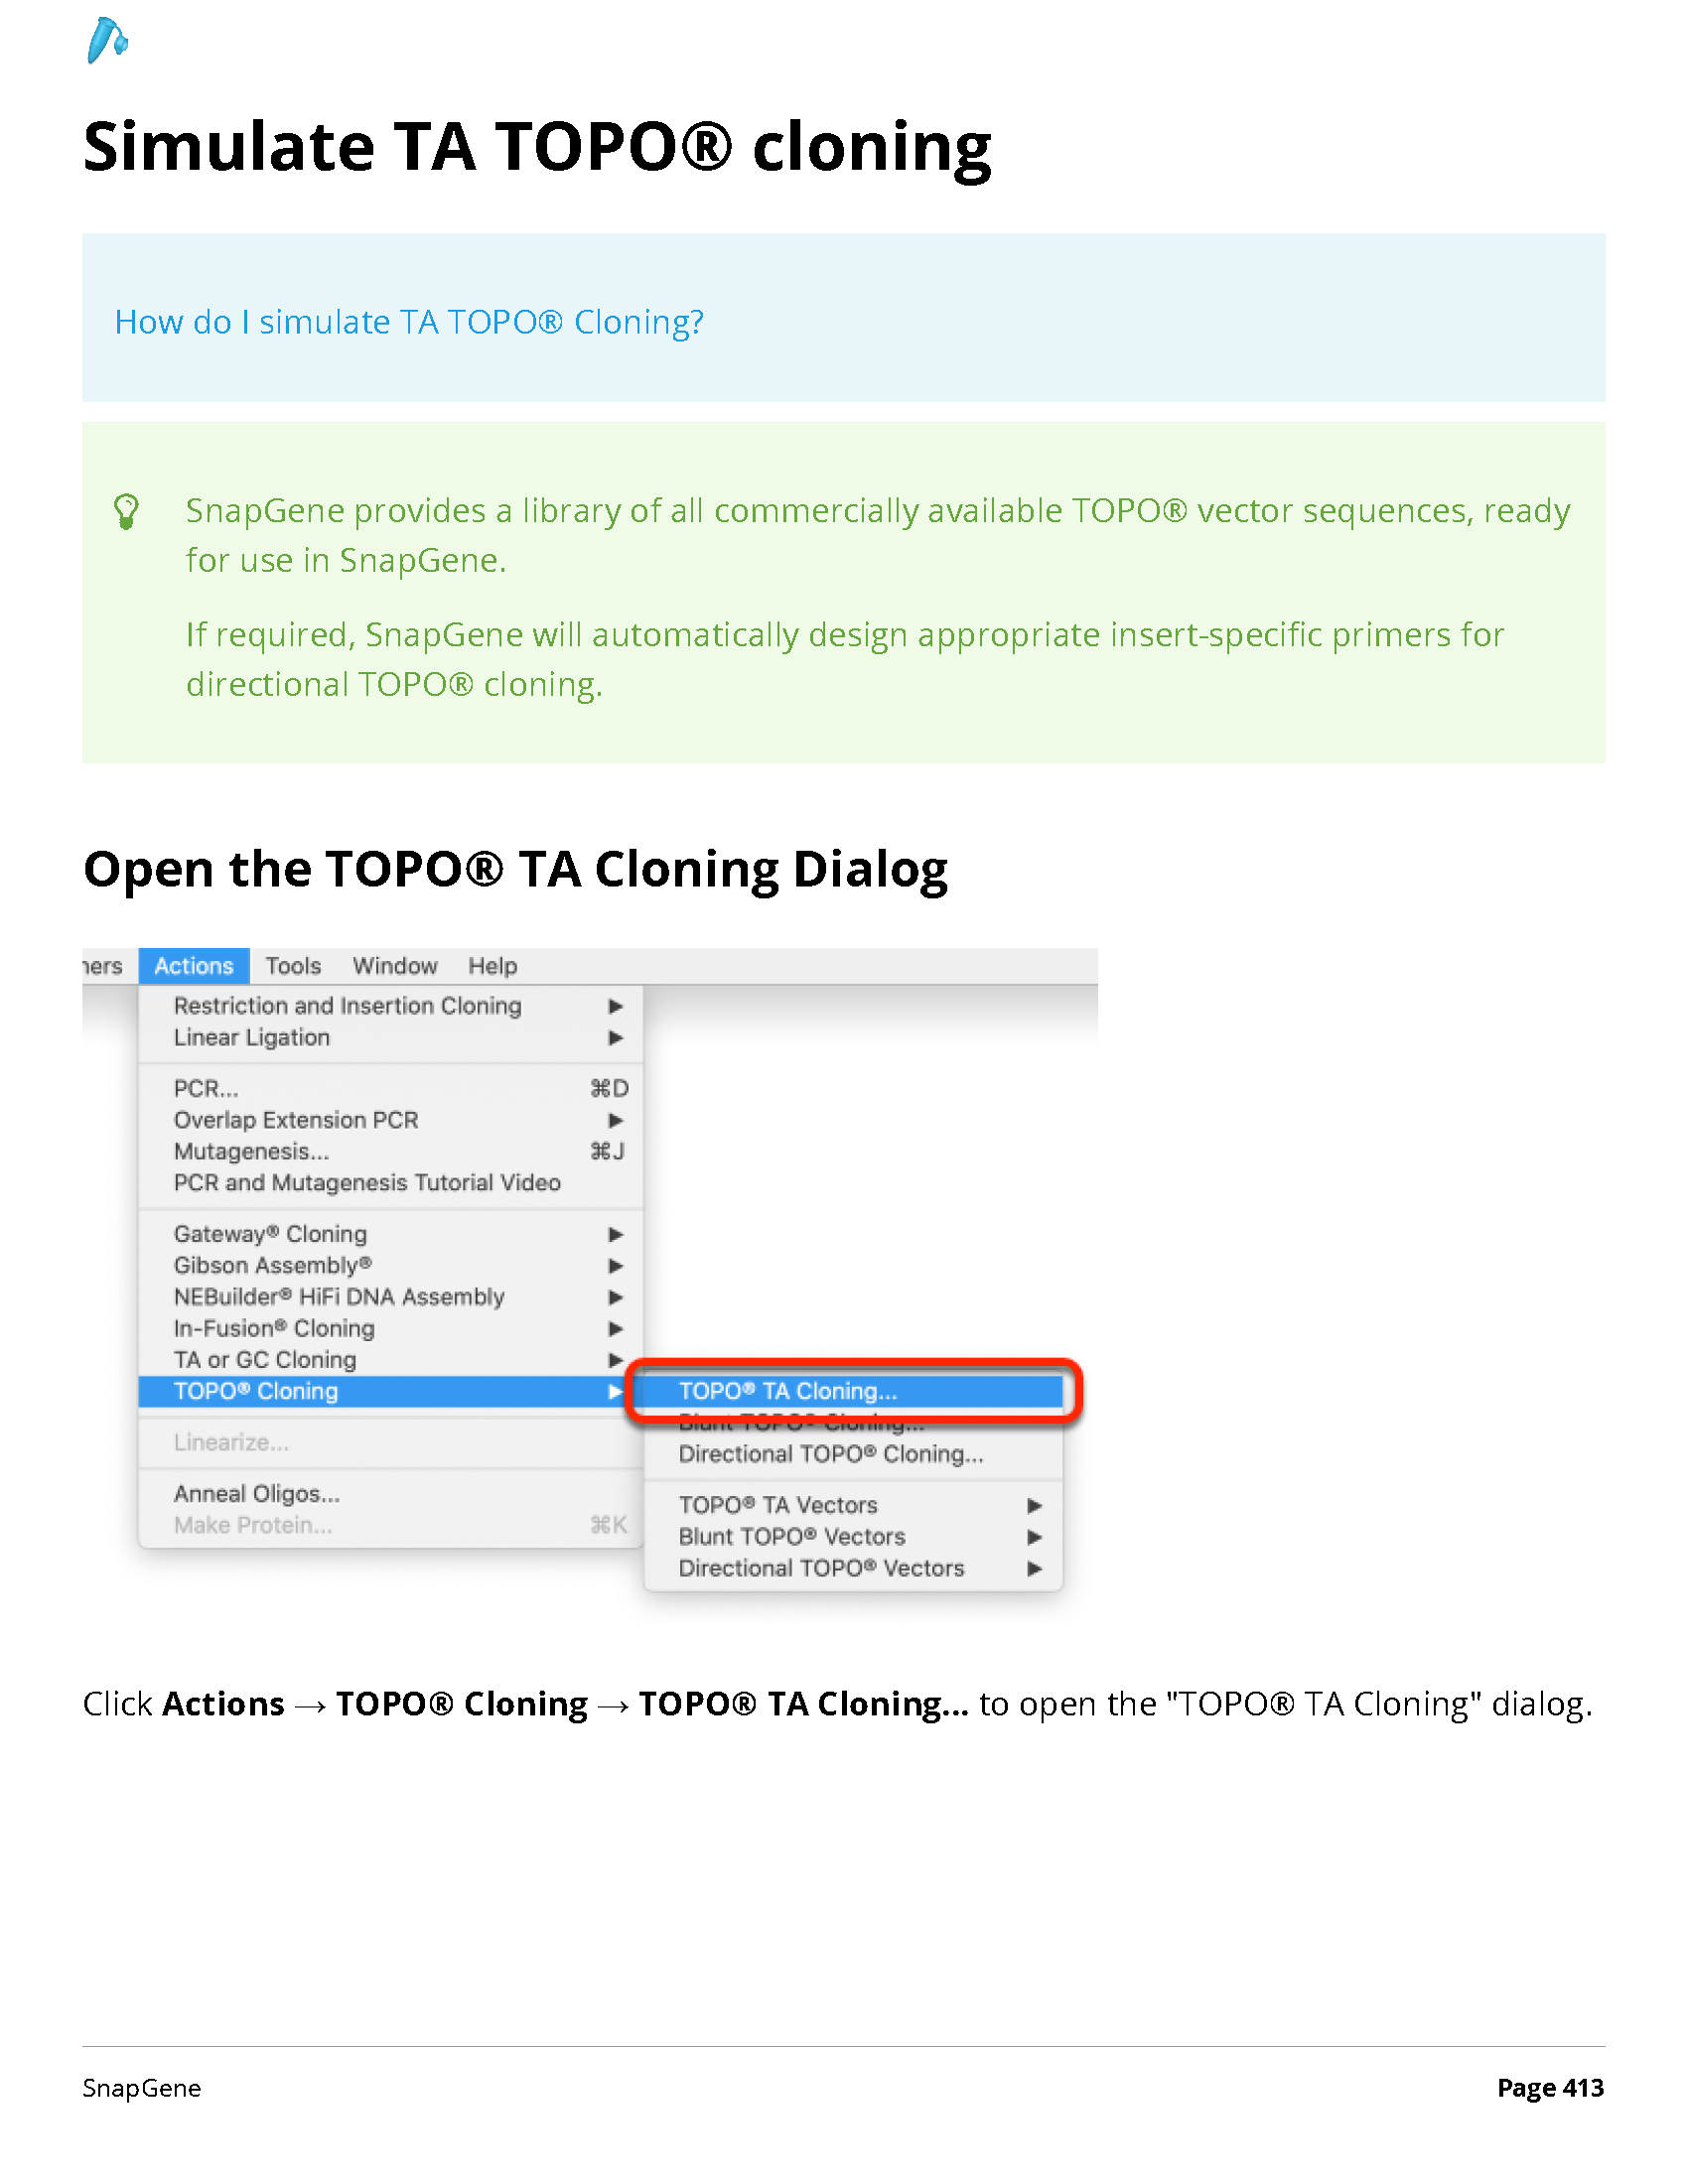 Simulate TA TOPO® cloning
How do I simulate TA TOPO® Cloning?
SnapGene provides a library of all commercially available TOPO® vector sequences, ready
for use in SnapGene.
If required, SnapGene will automatically design appropriate insert-specific primers for
directional TOPO® cloning.
Open the TOPO® TA Cloning Dialog
ners Actions Tools Window Help
Restriction and Insertion Cloning ▶
Linear Ligation ▶
PCR... ⌘D
Overlap Extension PCR ▶
Mutagenesis... ⌘J
PCR and Mutagenesis Tutorial Video
Gateway® Cloning ▶
Gibson Assembly® ▶
NEBuilder® HiFi DNA Assembly ▶
In-Fusion® Cloning ▶
TA or GC Cloning ▶
TOPO® Cloning ▶
Linearize...
Anneal Oligos...
Make Protein... ⌘K
TOPO® TA Cloning...
Blunt TOPO® Cloning...
Directional TOPO® Cloning...
TOPO® TA Vectors ▶
Blunt TOPO® Vectors ▶
Directional TOPO® Vectors ▶
Click Actions → TOPO® Cloning → TOPO® TA Cloning... to open the "TOPO® TA Cloning" dialog.
SnapGene Page 413